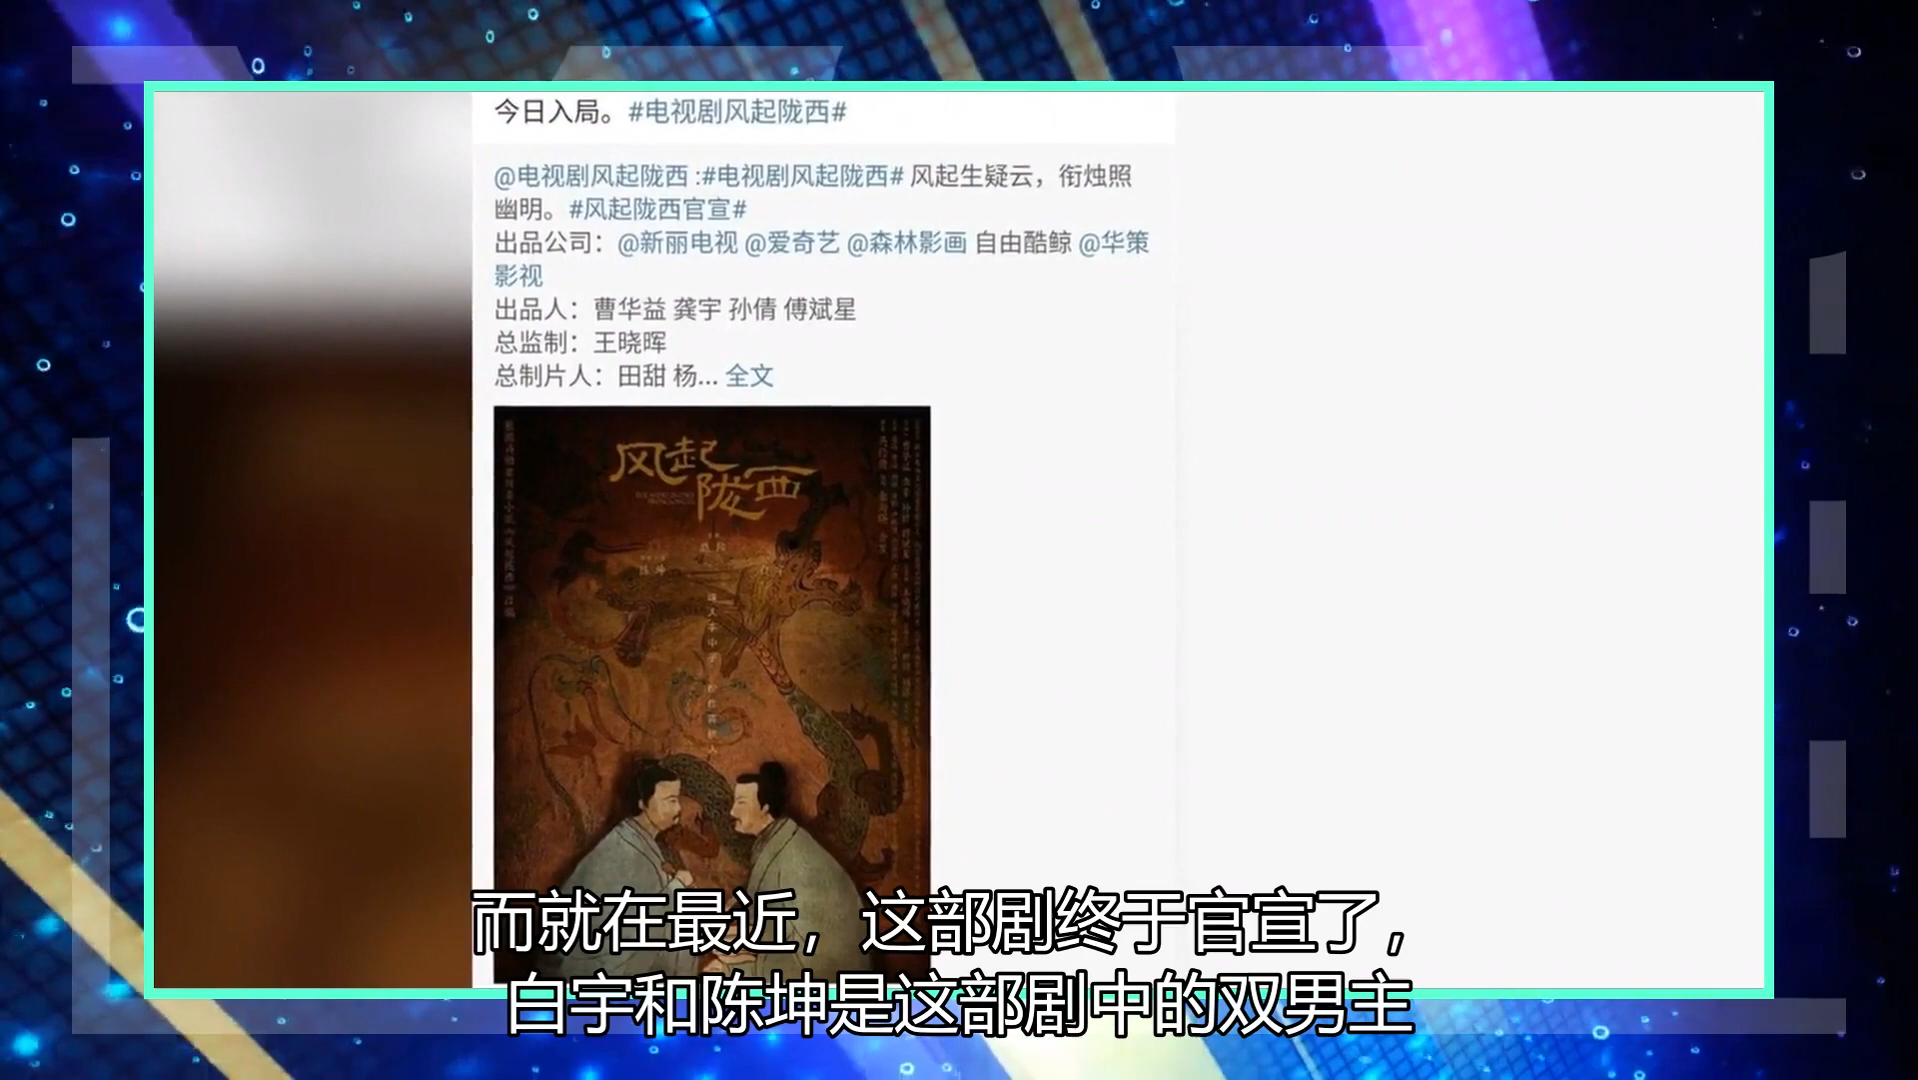 今日入局。#电视剧风起陇西#
@电视剧风起陇西 :#电视剧风起陇西# 风起生疑云，衔烛照
幽明。#风起陇西官宣#
出品公司：@新丽电视 @爱奇艺 @森林影画 自由酷鲸 @华策
影视
出品人：曹华益 龚宇 孙倩 傅斌星
总监制：王晓晖
总制片人：田甜 杨... 全文
风起
陇西
而就在最近，这部剧终于官宣了，
白宇和陈坤是这部剧中的双男主